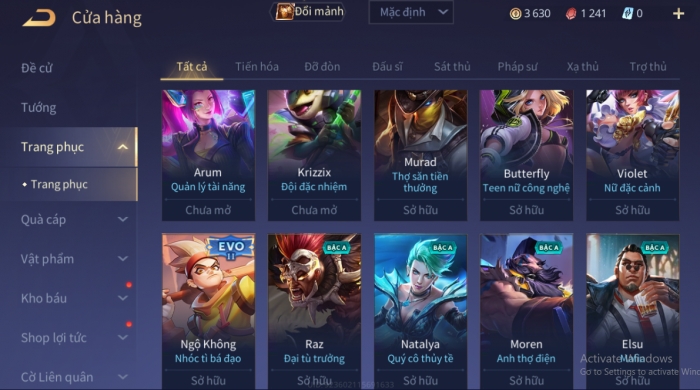 Cửa hàng
Đổi mảnh
Mặc định
3 630
1 241
0
Đề cử
Tướng
Trang phục
Trang phục
Quà cáp
Vật phẩm
Kho báu
Shop lợi tức
Cờ Liên quân
Tất cả
Tiến hóa
Đỡ đòn
Đấu sĩ
Sát thủ
Pháp sư
Xạ thủ
Trợ thủ
Arum
Quản lý tài năng
Chưa mở
Krizzix
Đội đặc nhiệm
Chưa mở
Murad
Thợ săn tiền
thưởng
Sở hữu
Butterfly
Teen nữ công nghệ
Sở hữu
Violet
Nữ đặc cảnh
Sở hữu
EVO
II
Ngộ Không
Nhóc tì bá đạo
Sở hữu
BẬC A
Raz
Đại tù trưởng
Sở hữu
BẬC A
Natalya
Quý cô thủy tề
Sở hữu
BẬC A
Moren
Anh thợ điện
Sở hữu
BẬC A
Elsu
Mafia
Sở hữu
Activate Windows
Go to Settings to activate Win